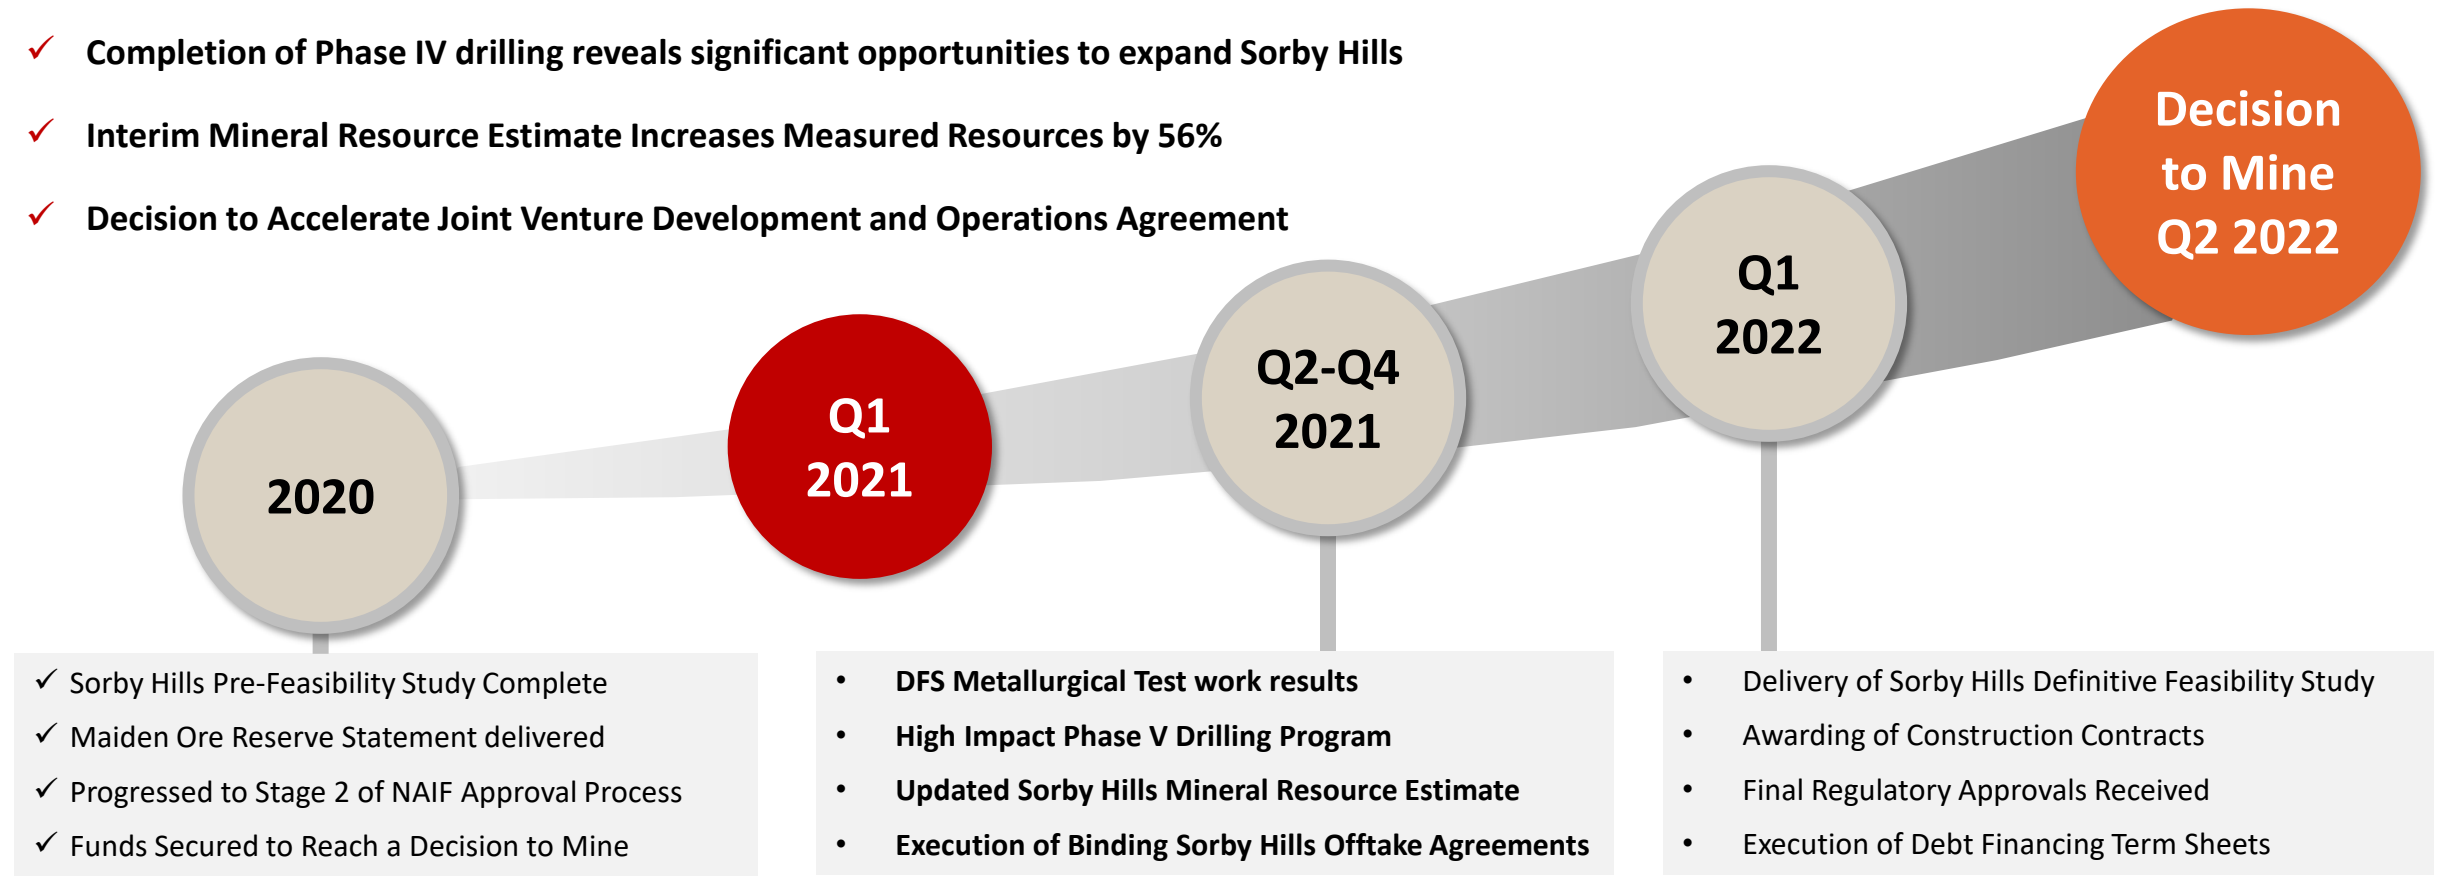 ✓ Completion of Phase IV drilling reveals significant opportunities to expand Sorby Hills
✓ Interim Mineral Resource Estimate Increases Measured Resources by 56%
✓ Decision to Accelerate Joint Venture Development and Operations Agreement
2020
Q1
2021
Q2-Q4
2021
Q1
2022
Decision
to Mine
Q2 2022
✓ Sorby Hills Pre-Feasibility Study Complete
✓ Maiden Ore Reserve Statement delivered
✓ Progressed to Stage 2 of NAIF Approval Process
✓ Funds Secured to Reach a Decision to Mine
• DFS Metallurgical Test work results
• High Impact Phase V Drilling Program
• Updated Sorby Hills Mineral Resource Estimate
• Execution of Binding Sorby Hills Offtake Agreements
• Delivery of Sorby Hills Definitive Feasibility Study
• Awarding of Construction Contracts
• Final Regulatory Approvals Received
• Execution of Debt Financing Term Sheets